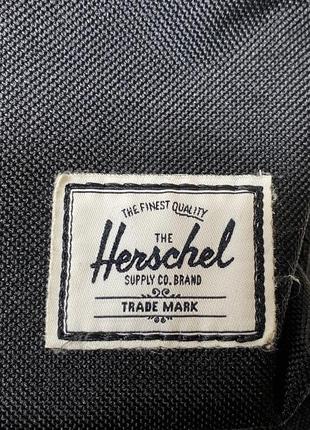 THE FINEST QUALITY
THE
Herschel
SUPPLY CO. BRAND
TRADE MARK